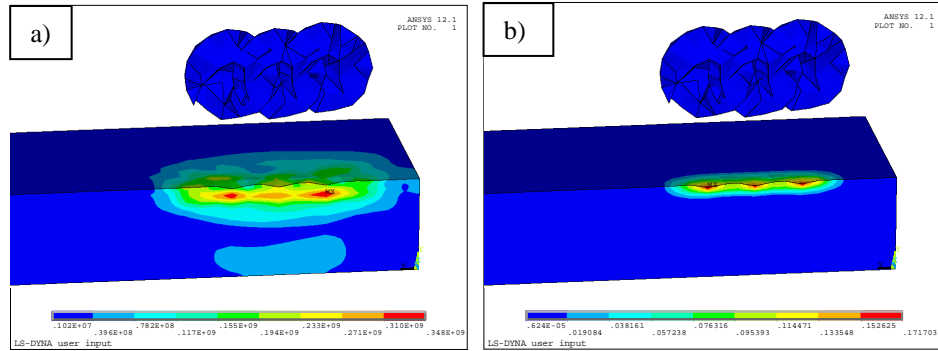 a)
ANSYS 12.1
PLOT NO. 1
MX
.102E+07 .782E+08 .155E+09 .233E+09 .310E+09
.396E+08 .117E+09 .194E+09 .271E+09 .348E+09
LS-DYNA user input
b)
ANSYS 12.1
PLOT NO. 1
MX
.624E-05 .038161 .076316 .114471 .152625
.019084 .057238 .095393 .133548 .171703
LS-DYNA user input